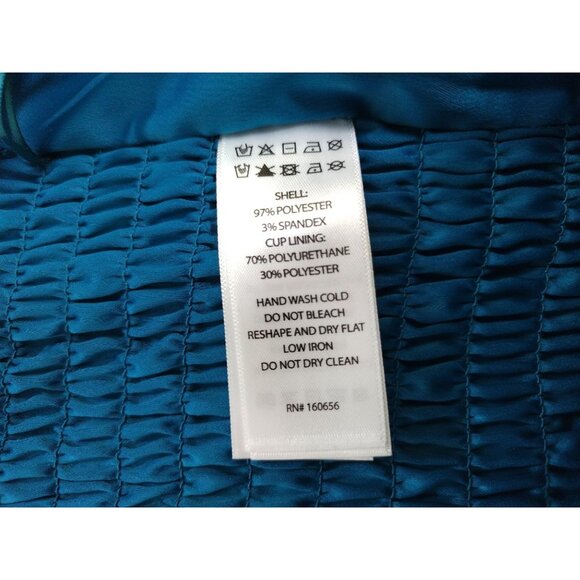 SHELL:
97% POLYESTER
3% SPANDEX
CUP LINING:
70% POLYURETHANE
30% POLYESTER
HAND WASH COLD
DO NOT BLEACH
RESHAPE AND DRY FLAT
LOW IRON
DO NOT DRY CLEAN
RN# 160656